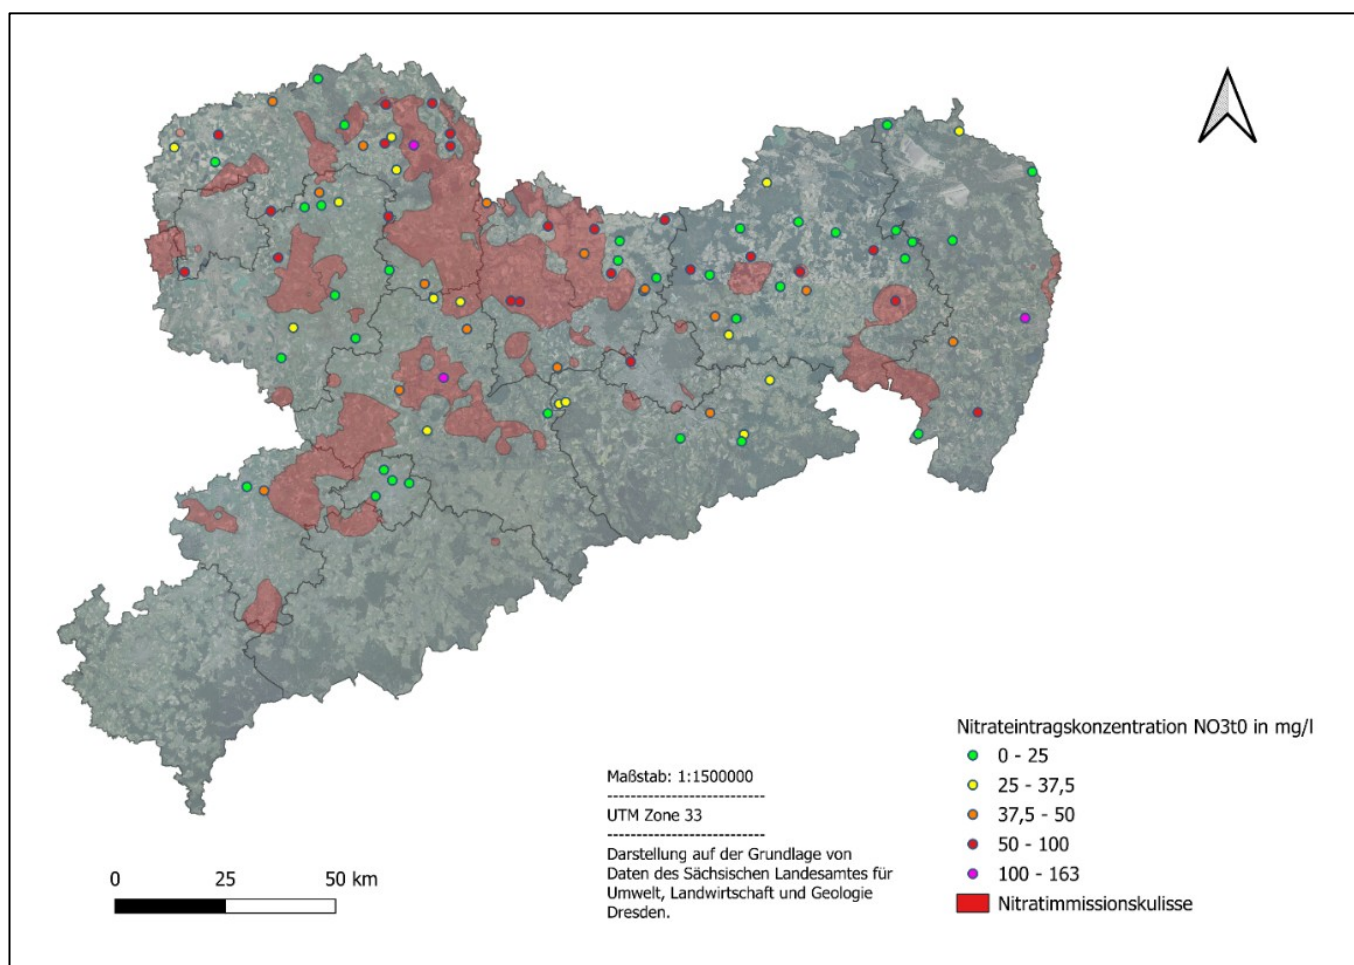 Nitrateintragskonzentration NO3t0 in mg/l
0 - 25
25 - 37,5
37,5 - 50
50 - 100
100 - 163
Nitratimmissionskulisse
Maßstab: 1:1500000
---------------------------
UTM Zone 33
---------------------------
Darstellung auf der Grundlage von
Daten des Sächsischen Landesamtes für
Umwelt, Landwirtschaft und Geologie
Dresden.
0 25 50 km